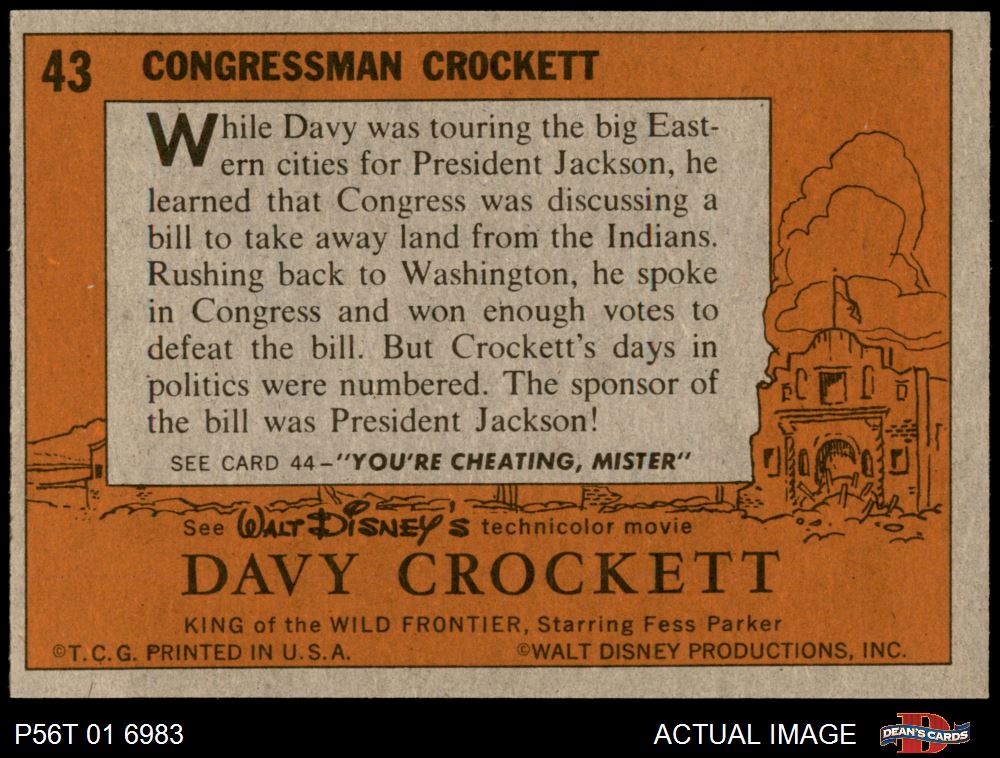 43 CONGRESSMAN CROCKETT
While Davy was touring the big East-
ern cities for President Jackson, he
learned that Congress was discussing a
bill to take away land from the Indians.
Rushing back to Washington, he spoke
in Congress and won enough votes to
defeat the bill. But Crockett's days in
politics were numbered. The sponsor of
the bill was President Jackson!
SEE CARD 44–"YOU'RE CHEATING, MISTER"
See WALT DISNEY'S technicolor movie
DAVY CROCKETT
KING of the WILD FRONTIER, Starring Fess Parker
©T.C.G. PRINTED IN U.S.A. ©WALT DISNEY PRODUCTIONS, INC.
P56T 01 6983 ACTUAL IMAGE DEAN'S CARDS